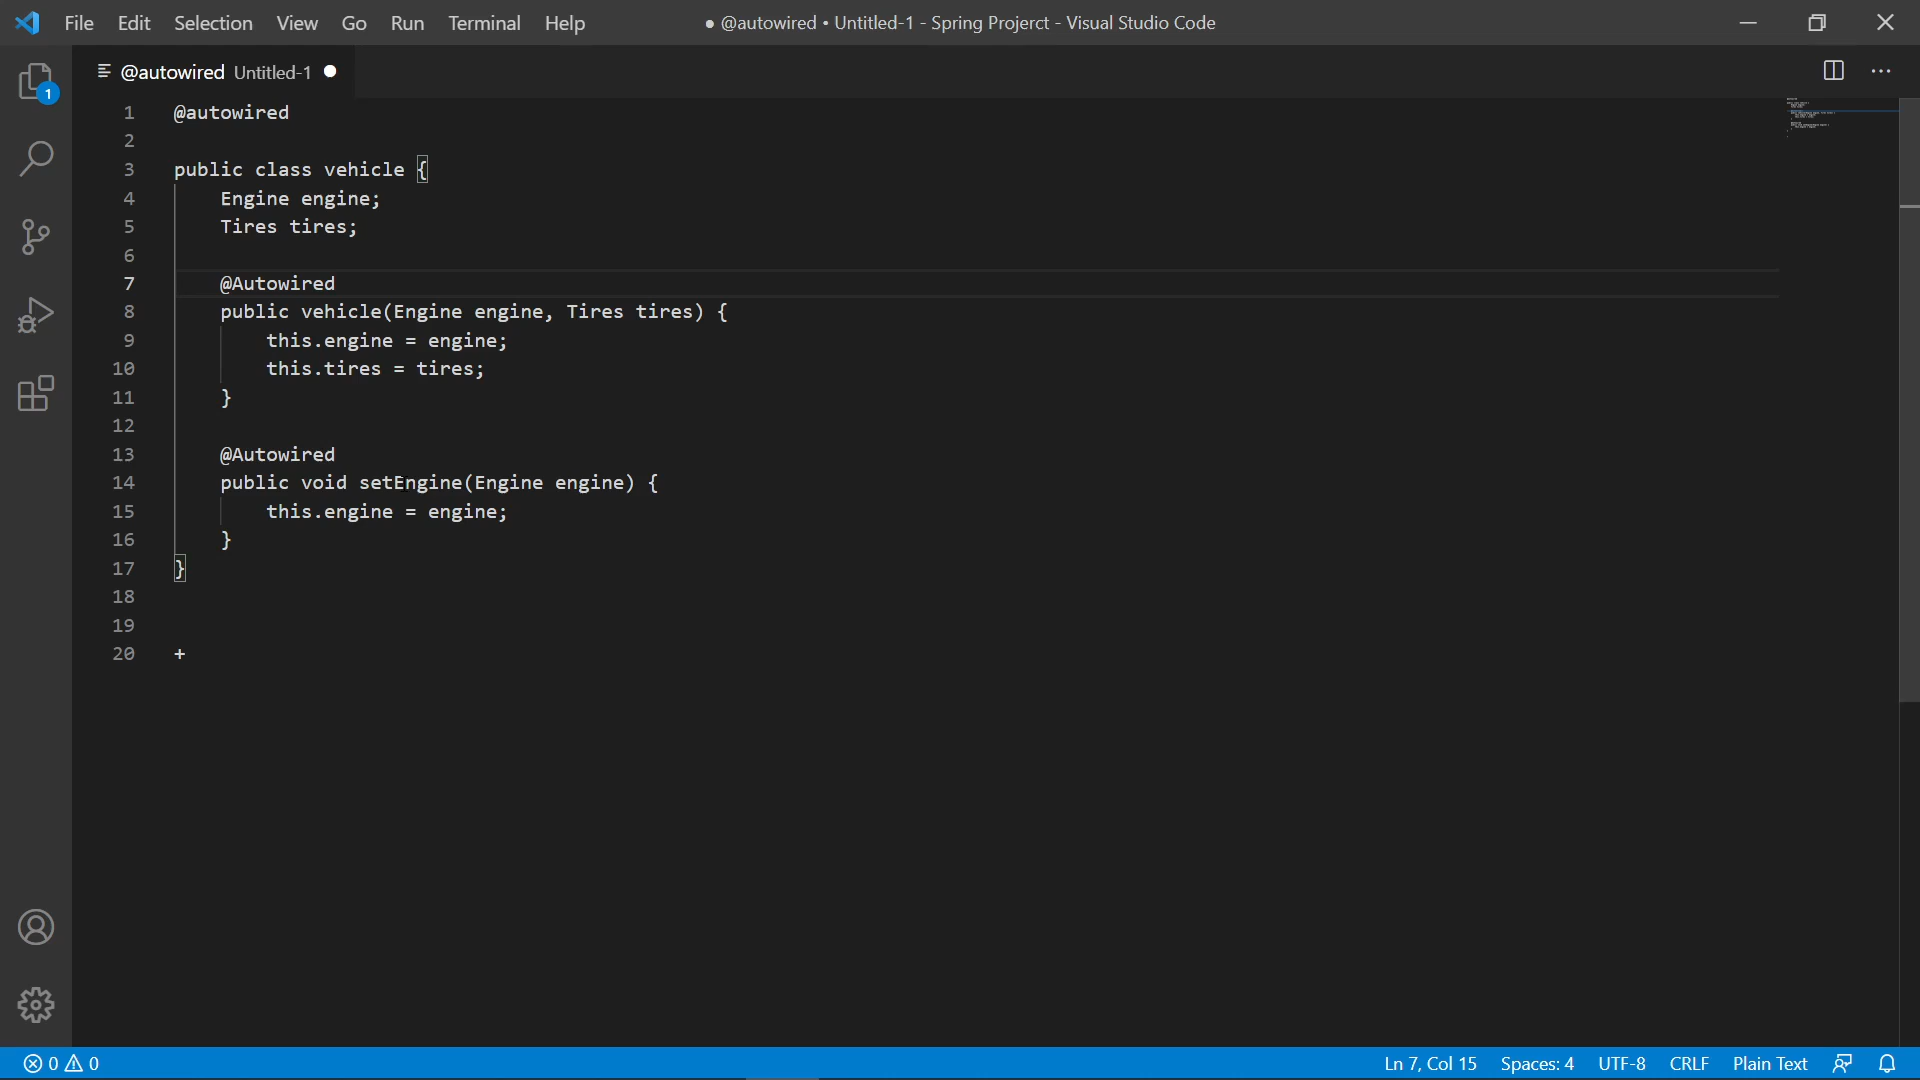 File Edit Selection View Go Run Terminal Help ● @autowired • Untitled-1 - Spring Projerct - Visual Studio Code
@autowired Untitled-1 ●
1
1 @autowired
2
3 public class vehicle {
4 Engine engine;
5 Tires tires;
6
7 @Autowired
8 public vehicle(Engine engine, Tires tires) {
9 this.engine = engine;
10 this.tires = tires;
11 }
12
13 @Autowired
14 public void setEngine(Engine engine) {
15 this.engine = engine;
16 }
17 }
18
19
20 +
0 0 Ln 7, Col 15 Spaces: 4 UTF-8 CRLF Plain Text